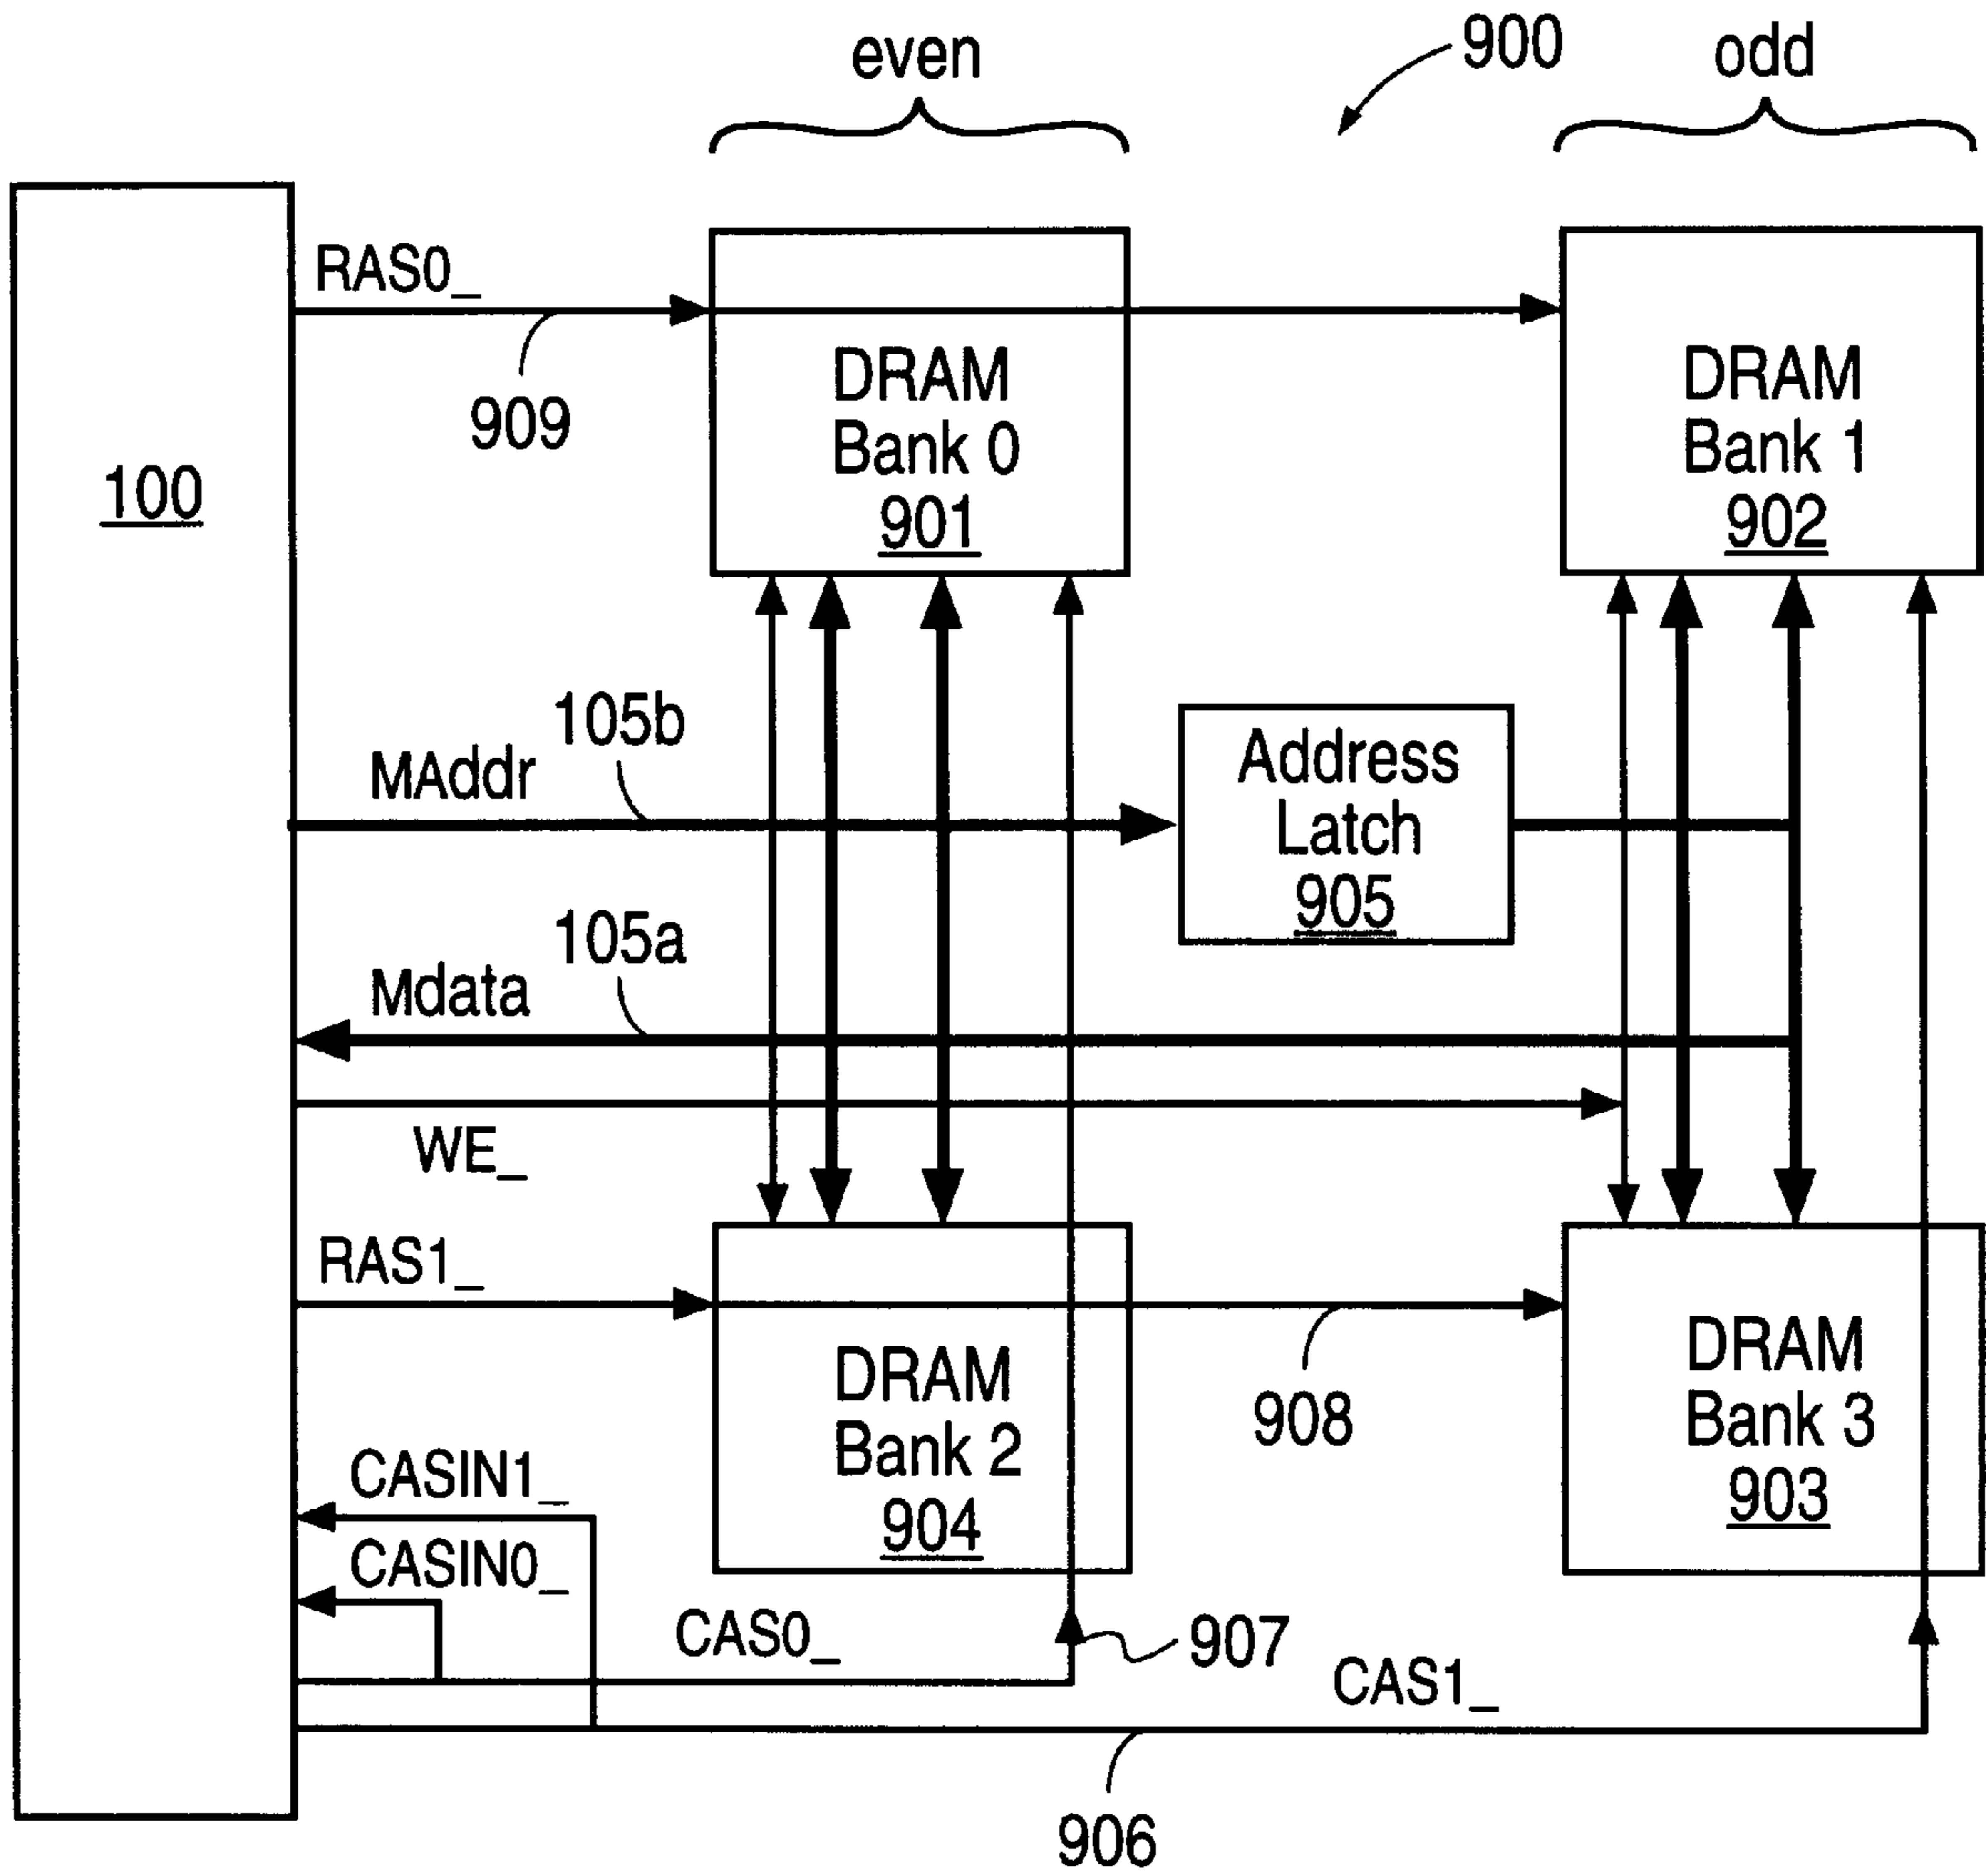 even
900
odd
RAS0_
909
DRAM
Bank 0
901
DRAM
Bank 1
902
100
105b
MAddr
Address
Latch
905
105a
Mdata
WE_
RAS1_
908
DRAM
Bank 2
904
DRAM
Bank 3
903
CASIN1_
CASIN0_
CAS0_
907
CAS1_
906